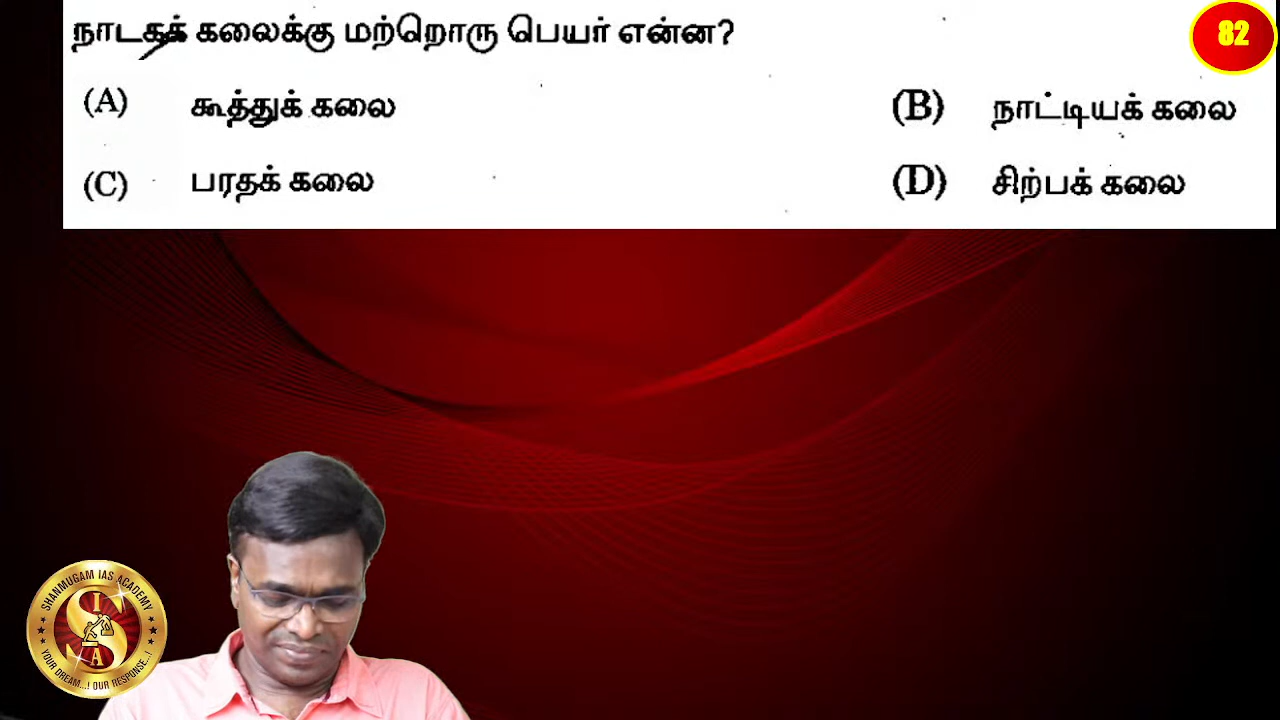 நாடகக் கலைக்கு மற்றொரு பெயர் என்ன?
82
(A) கூத்துக் கலை
(B) நாட்டியக் கலை
(C) பரதக் கலை
(D) சிற்பக் கலை
SHANMUGAM IAS ACADEMY
I
S
A
YOUR DREAM...! OUR RESPONSE...!